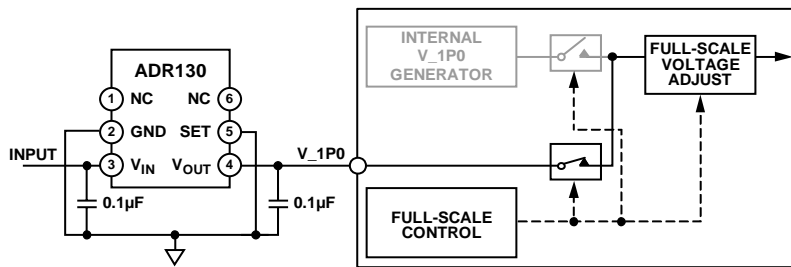 ADR130
1 NC
NC 6
2 GND
SET 5
3 VIN
VOUT 4
INPUT
0.1µF
0.1µF
V_1P0
INTERNAL
V_1P0
GENERATOR
FULL-SCALE
VOLTAGE
ADJUST
FULL-SCALE
CONTROL